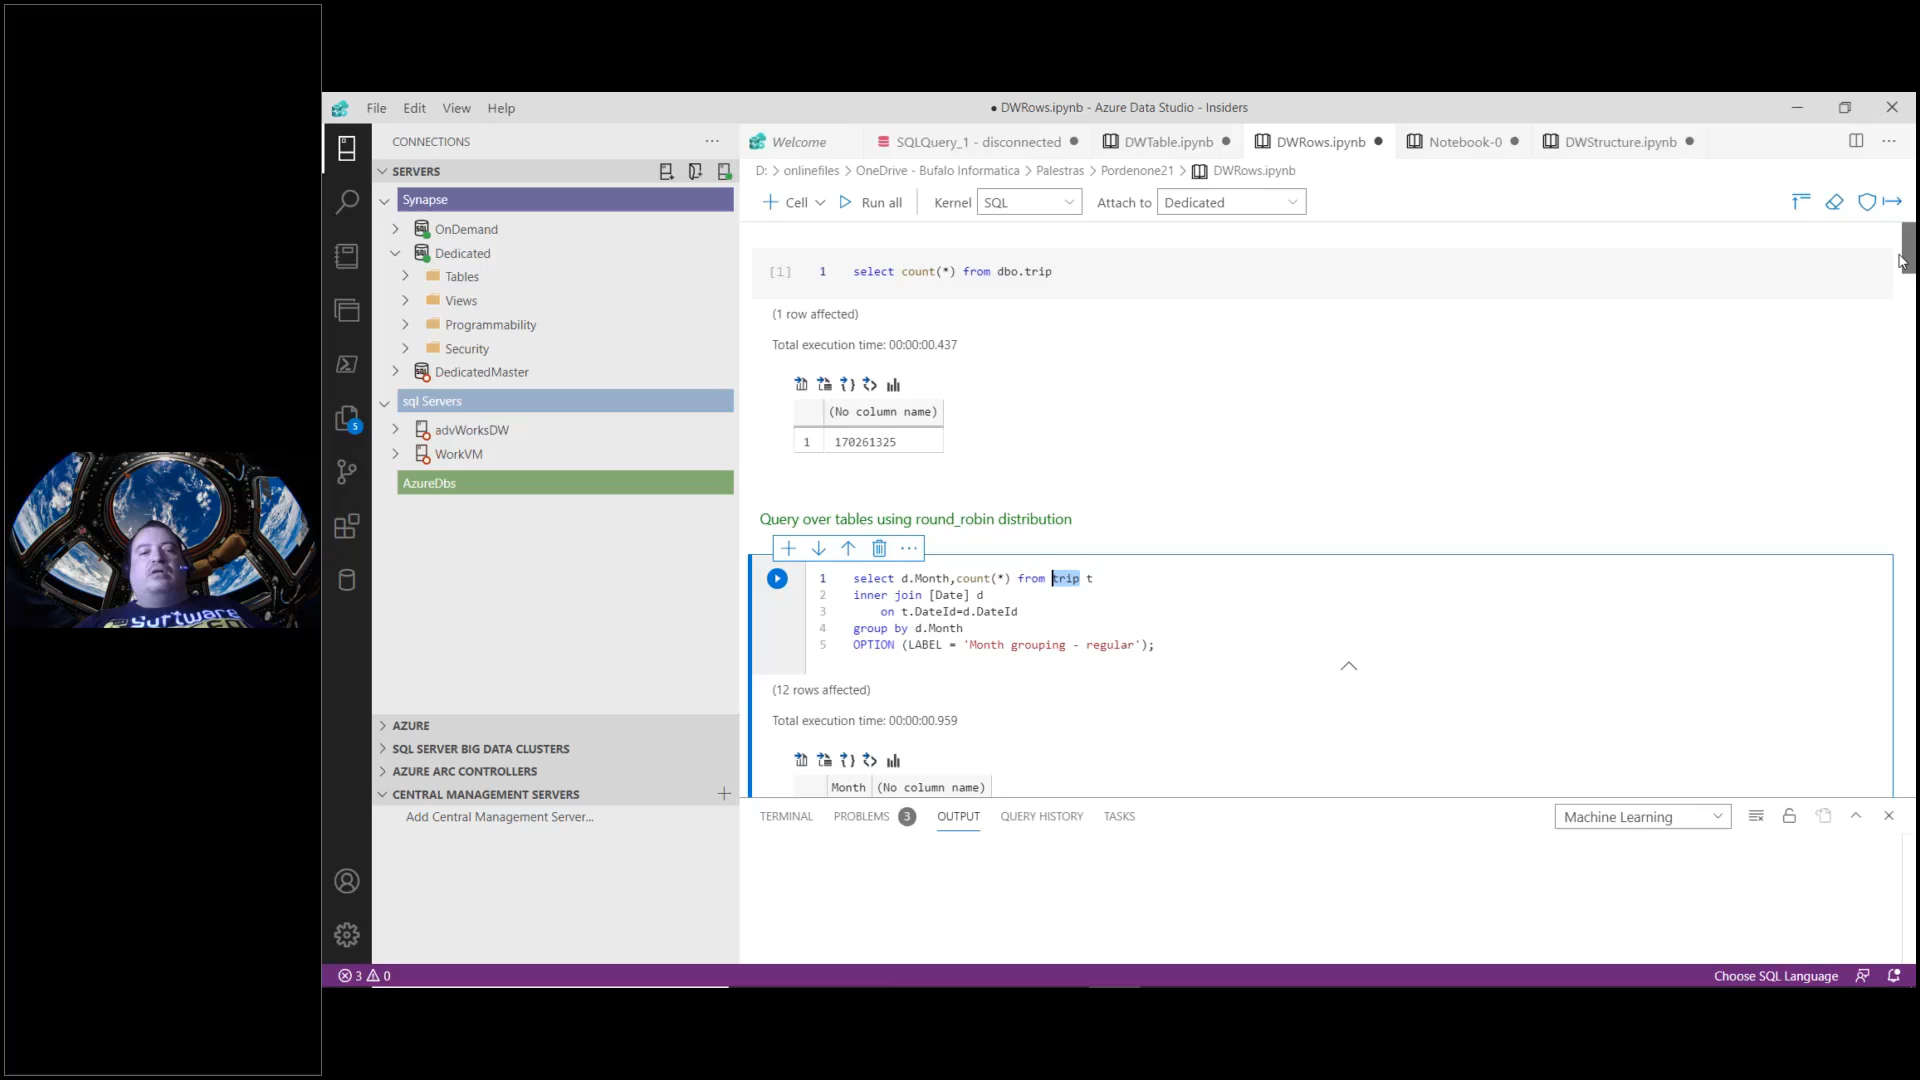 File Edit View Help
● DWRows.ipynb - Azure Data Studio - Insiders
CONNECTIONS
SERVERS
Synapse
OnDemand
Dedicated
Tables
Views
Programmability
Security
DedicatedMaster
sql Servers
advWorksDW
WorkVM
AzureDbs
AZURE
SQL SERVER BIG DATA CLUSTERS
AZURE ARC CONTROLLERS
CENTRAL MANAGEMENT SERVERS
Add Central Management Server...
5
Welcome SQLQuery_1 - disconnected DWTable.ipynb DWRows.ipynb Notebook-0 DWStructure.ipynb
D: > onlinefiles > OneDrive - Bufalo Informatica > Palestras > Pordenone21 > DWRows.ipynb
Cell Run all Kernel SQL Attach to Dedicated
[1] 1 select count(*) from dbo.trip
(1 row affected)
Total execution time: 00:00:00.437
(No column name)
1 170261325
Query over tables using round_robin distribution
1 select d.Month,count(*) from trip t
2 inner join [Date] d
3 on t.DateId=d.DateId
4 group by d.Month
5 OPTION (LABEL = 'Month grouping - regular');
(12 rows affected)
Total execution time: 00:00:00.959
Month (No column name)
TERMINAL PROBLEMS 3 OUTPUT QUERY HISTORY TASKS
Machine Learning
3 0
Choose SQL Language
Software